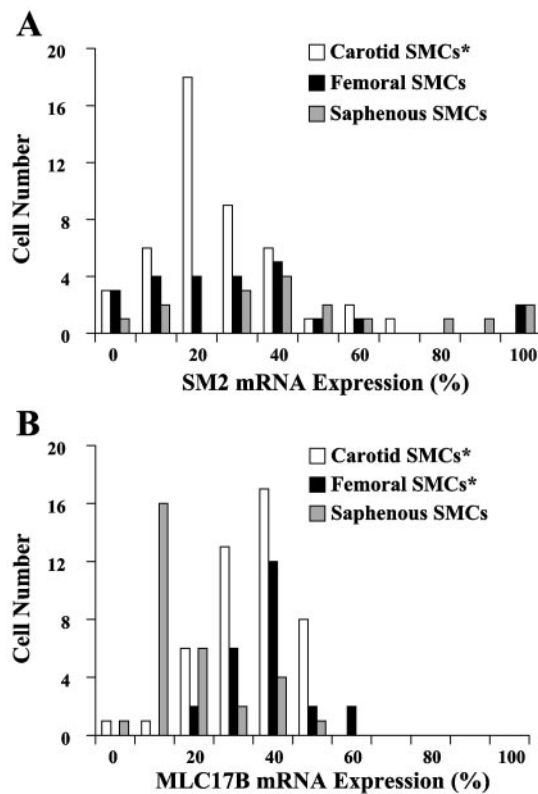 A
20
Carotid SMCs*
16
Femoral SMCs
Saphenous SMCs
12
Cell Number
8
4
0
0 20 40 60 80 100
SM2 mRNA Expression (%)
B
20
Carotid SMCs*
Femoral SMCs*
16
Saphenous SMCs
12
Cell Number
8
4
0
0 20 40 60 80 100
MLC17B mRNA Expression (%)